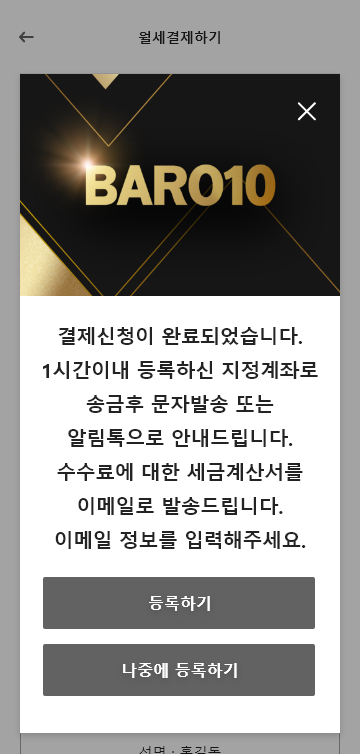 월세결제하기
BARO10
결제신청이 완료되었습니다.
1시간이내 등록하신 지정계좌로
송금후 문자발송 또는
알림톡으로 안내드립니다.
수수료에 대한 세금계산서를
이메일로 발송드립니다.
이메일 정보를 입력해주세요.
등록하기
나중에 등록하기
성명 : 홍길동